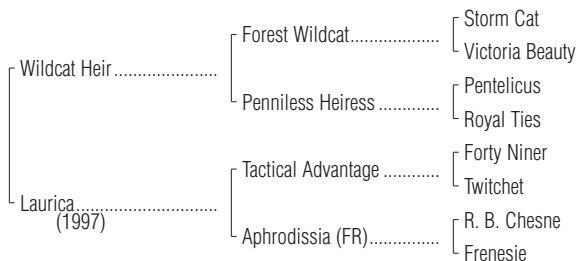 Storm Cat
Forest Wildcat....................
Victoria Beauty
Wildcat Heir.......................
Pentelicus
Penniless Heiress .............
Royal Ties
Forty Niner
Tactical Advantage ............
Twitchet
Laurica...............................
(1997)
R. B. Chesne
Aphrodissia (FR)...............
Frenesie